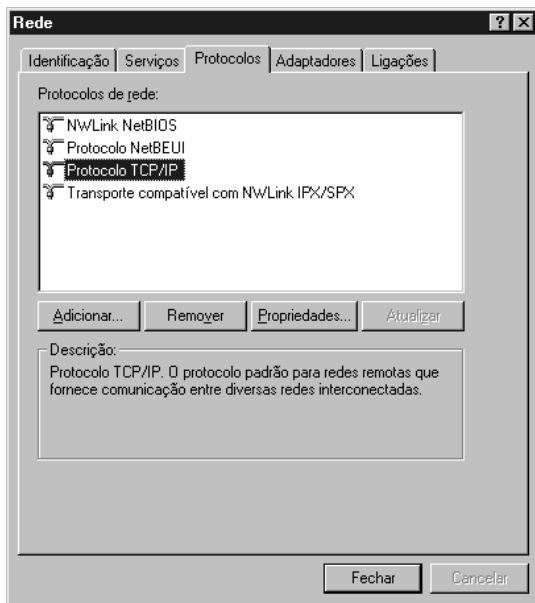 Rede
Identificação Serviços Protocolos Adaptadores Ligações
Protocolos de rede:
NWLink NetBIOS
Protocolo NetBEUI
Protocolo TCP/IP
Transporte compatível com NWLink IPX/SPX
Adicionar... Remover Propriedades... Atualizar
Descrição:
Protocolo TCP/IP. O protocolo padrão para redes remotas que
fornece comunicação entre diversas redes interconectadas.
Fechar Cancelar